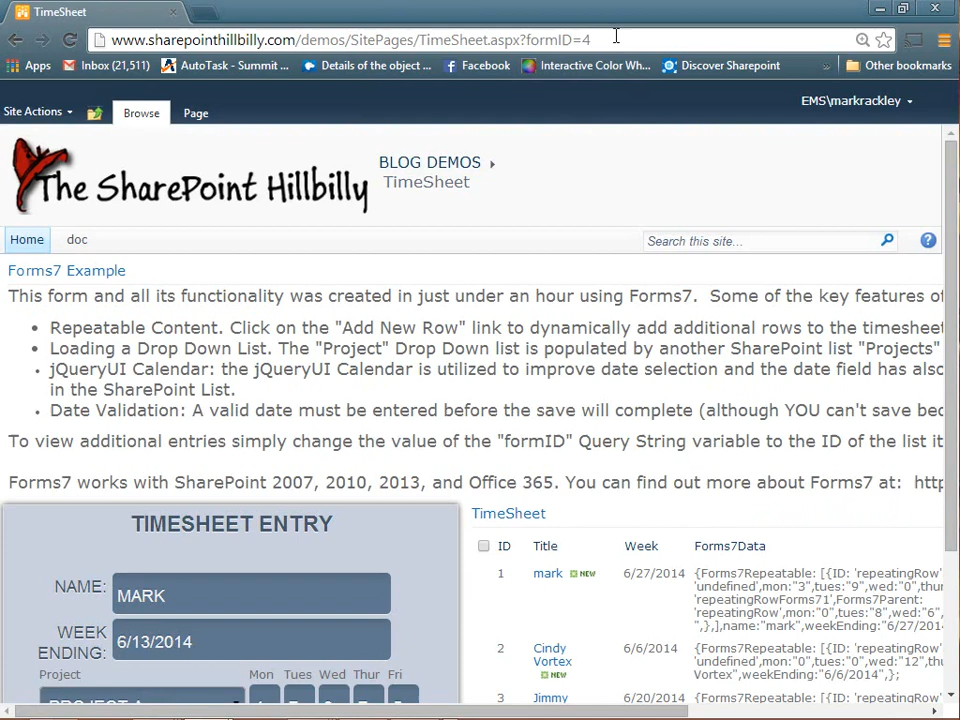 TimeSheet
www.sharepointhillbilly.com/demos/SitePages/TimeSheet.aspx?formID=4
Apps Inbox (21,511) AutoTask - Summit ... Details of the object ... Facebook Interactive Color Wh... Discover Sharepoint » Other bookmarks
EMS\markrackley
Site Actions Browse Page
The SharePoint Hillbilly
BLOG DEMOS
TimeSheet
Home doc Search this site...
Forms7 Example
This form and all its functionality was created in just under an hour using Forms7. Some of the key features of
• Repeatable Content. Click on the "Add New Row" link to dynamically add additional rows to the timesheet
• Loading a Drop Down List. The "Project" Drop Down list is populated by another SharePoint list "Projects"
• jQueryUI Calendar: the jQueryUI Calendar is utilized to improve date selection and the date field has also
in the SharePoint List.
• Date Validation: A valid date must be entered before the save will complete (although YOU can't save bec
To view additional entries simply change the value of the "formID" Query String variable to the ID of the list it
Forms7 works with SharePoint 2007, 2010, 2013, and Office 365. You can find out more about Forms7 at: http
TIMESHEET ENTRY
NAME: MARK
WEEK ENDING: 6/13/2014
Project Mon Tues Wed Thur Fri
TimeSheet
ID Title Week Forms7Data
1 mark NEW 6/27/2014 {Forms7Repeatable: [{ID: 'repeatingRow'
'undefined',mon:"3",tues:"9",wed:"0",thur
'repeatingRowForms71',Forms7Parent:
'repeatingRow',mon:"0",tues:"8",wed:"6"
",},],name:"mark",weekEnding:"6/27/2014
2 Cindy Vortex NEW 6/6/2014 {Forms7Repeatable: [{ID: 'repeatingRow'
'undefined',mon:"0",tues:"0",wed:"12",th
Vortex",weekEnding:"6/6/2014",};
3 Jimmy 6/20/2014 {Forms7Repeatable: [{ID: 'repeatingRow'